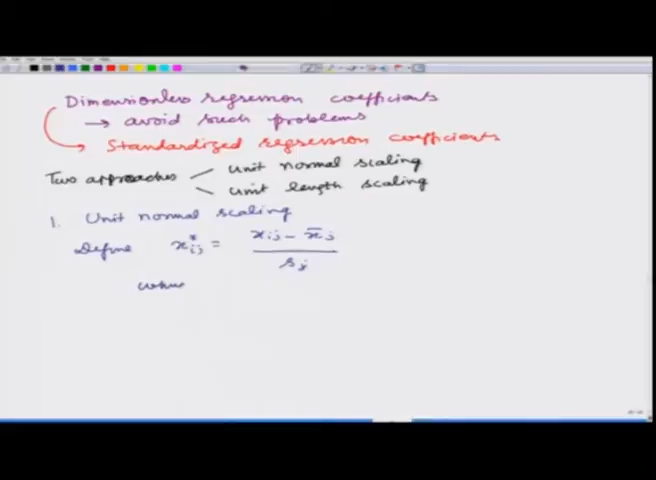 Dimensionless regression coefficients
→ avoid such problems
→ Standardized regression coefficients
Two approaches
unit normal scaling
unit length scaling
1. Unit normal scaling
Define x*ij = (xij - x̄j) / sj
where